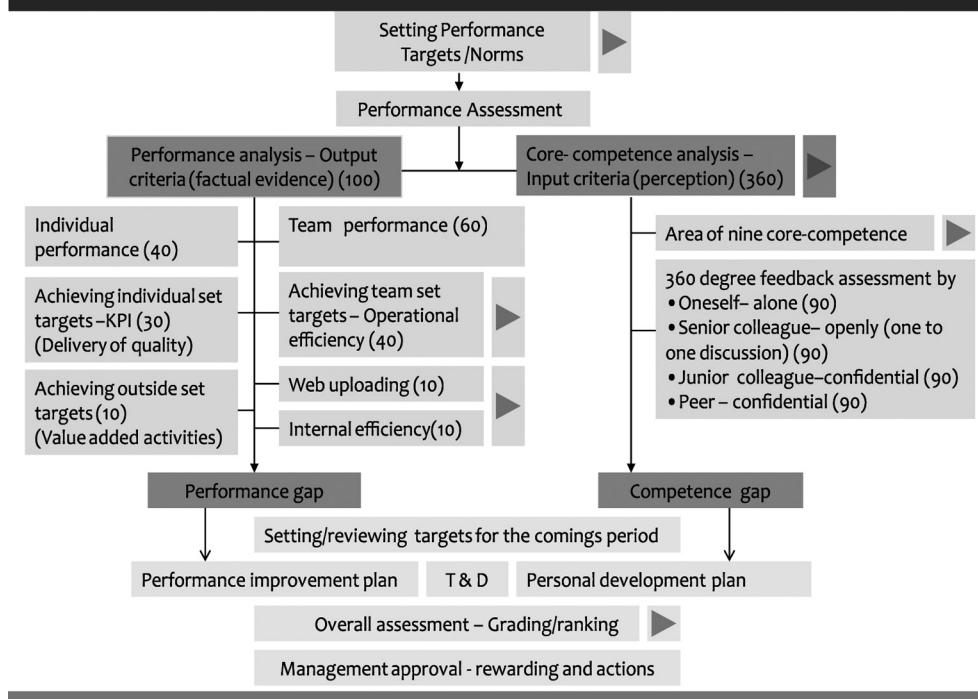 Setting Performance
Targets /Norms
Performance Assessment
Performance analysis – Output
criteria (factual evidence) (100)
Core- competence analysis –
Input criteria (perception) (360)
Individual
performance (40)
Team performance (60)
Achieving individual set
targets –KPI (30)
(Delivery of quality)
Achieving team set
targets – Operational
efficiency (40)
Achieving outside set
targets (10)
(Value added activities)
Web uploading (10)
Internal efficiency(10)
Area of nine core-competence
360 degree feedback assessment by
• Oneself– alone (90)
• Senior colleague– openly (one to
one discussion) (90)
• Junior colleague–confidential (90)
• Peer – confidential (90)
Performance gap
Competence gap
Setting/reviewing targets for the comings period
Performance improvement plan
T & D
Personal development plan
Overall assessment – Grading/ranking
Management approval - rewarding and actions